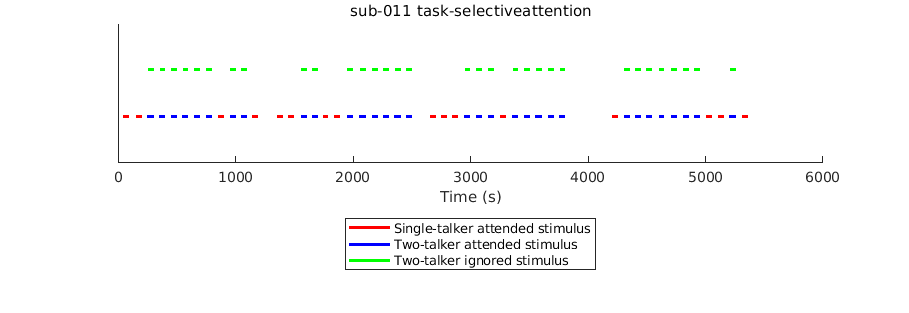 sub-011 task-selectiveattention
0 1000 2000 3000 4000 5000 6000
Time (s)
Single-talker attended stimulus
Two-talker attended stimulus
Two-talker ignored stimulus